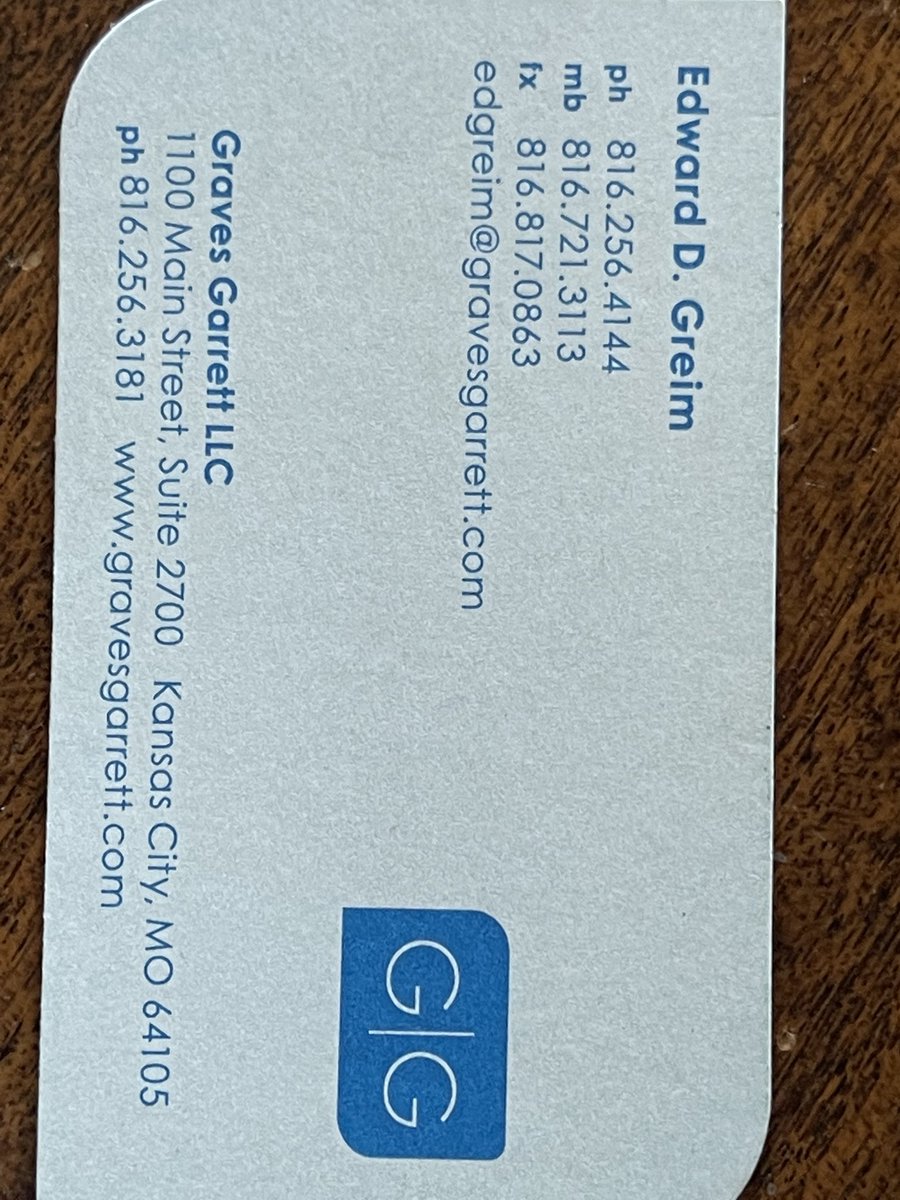 Edward D. Greim
ph 816.256.4144
mb 816.721.3113
fx 816.817.0863
edgreim@gravesgarrett.com
G|G
Graves Garrett LLC
1100 Main Street, Suite 2700 Kansas City, MO 64105
ph 816.256.3181 www.gravesgarrett.com